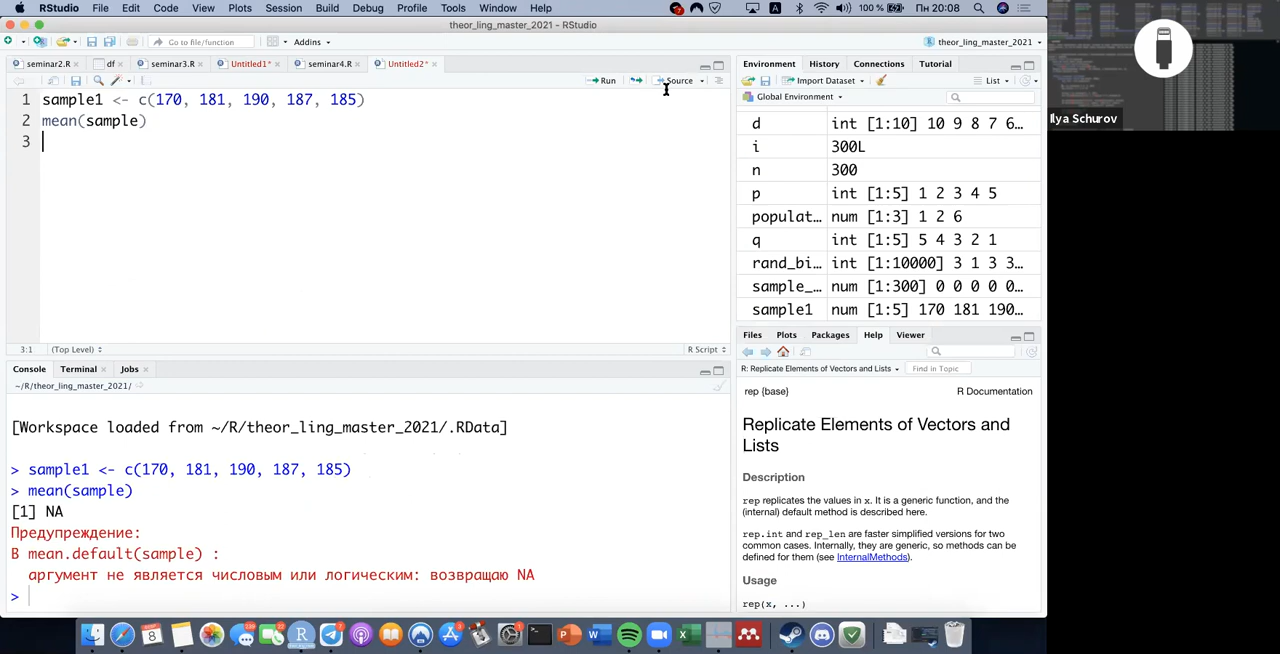 RStudio File Edit Code View Plots Session Build Debug Profile Tools Window Help
100 % Пн 20:08
theor_ling_master_2021 - RStudio
Go to file/function Addins theor_ling_master_2021
seminar2.R df seminar3.R Untitled1* seminar4.R Untitled2*
Run Source
1 sample1 <- c(170, 181, 190, 187, 185)
2 mean(sample)
3
3:1 (Top Level) R Script
Console Terminal Jobs
~/R/theor_ling_master_2021/
[Workspace loaded from ~/R/theor_ling_master_2021/.RData]
> sample1 <- c(170, 181, 190, 187, 185)
> mean(sample)
[1] NA
Предупреждение:
В mean.default(sample) :
аргумент не является числовым или логическим: возвращаю NA
>
Environment History Connections Tutorial
Import Dataset List
Global Environment
d int [1:10] 10 9 8 7 6…
i 300L
n 300
p int [1:5] 1 2 3 4 5
populat… num [1:3] 1 2 6
q int [1:5] 5 4 3 2 1
rand_bi… int [1:10000] 3 1 3 3…
sample_… num [1:300] 0 0 0 0 0…
sample1 num [1:5] 170 181 190…
Files Plots Packages Help Viewer
R: Replicate Elements of Vectors and Lists Find in Topic
rep {base} R Documentation
Replicate Elements of Vectors and
Lists
Description
rep replicates the values in x. It is a generic function, and the
(internal) default method is described here.
rep.int and rep_len are faster simplified versions for two
common cases. Internally, they are generic, so methods can be
defined for them (see InternalMethods).
Usage
rep(x, ...)
Ilya Schurov